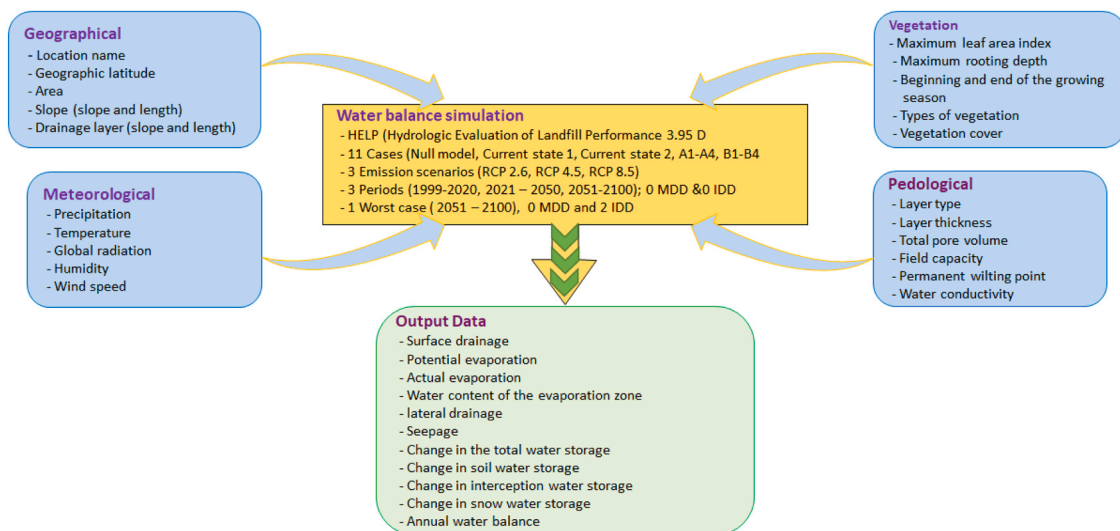 Geographical
- Location name
- Geographic latitude
- Area
- Slope (slope and length)
- Drainage layer (slope and length)
Meteorological
- Precipitation
- Temperature
- Global radiation
- Humidity
- Wind speed
Water balance simulation
- HELP (Hydrologic Evaluation of Landfill Performance 3.95 D
- 11 Cases (Null model, Current state 1, Current state 2, A1-A4, B1-B4
- 3 Emission scenarios (RCP 2.6, RCP 4.5, RCP 8.5)
- 3 Periods (1999-2020, 2021 – 2050, 2051-2100); 0 MDD &0 IDD
- 1 Worst case ( 2051 – 2100),  0 MDD and 2 IDD
Vegetation
- Maximum leaf area index
- Maximum rooting depth
- Beginning and end of the growing
season
- Types of vegetation
- Vegetation cover
Pedological
- Layer type
- Layer thickness
- Total pore volume
- Field capacity
- Permanent wilting point
- Water conductivity
Output Data
- Surface drainage
- Potential evaporation
- Actual evaporation
- Water content of the evaporation zone
- lateral drainage
- Seepage
- Change in the total water storage
- Change in soil water storage
- Change in interception water storage
- Change in snow water storage
- Annual water balance